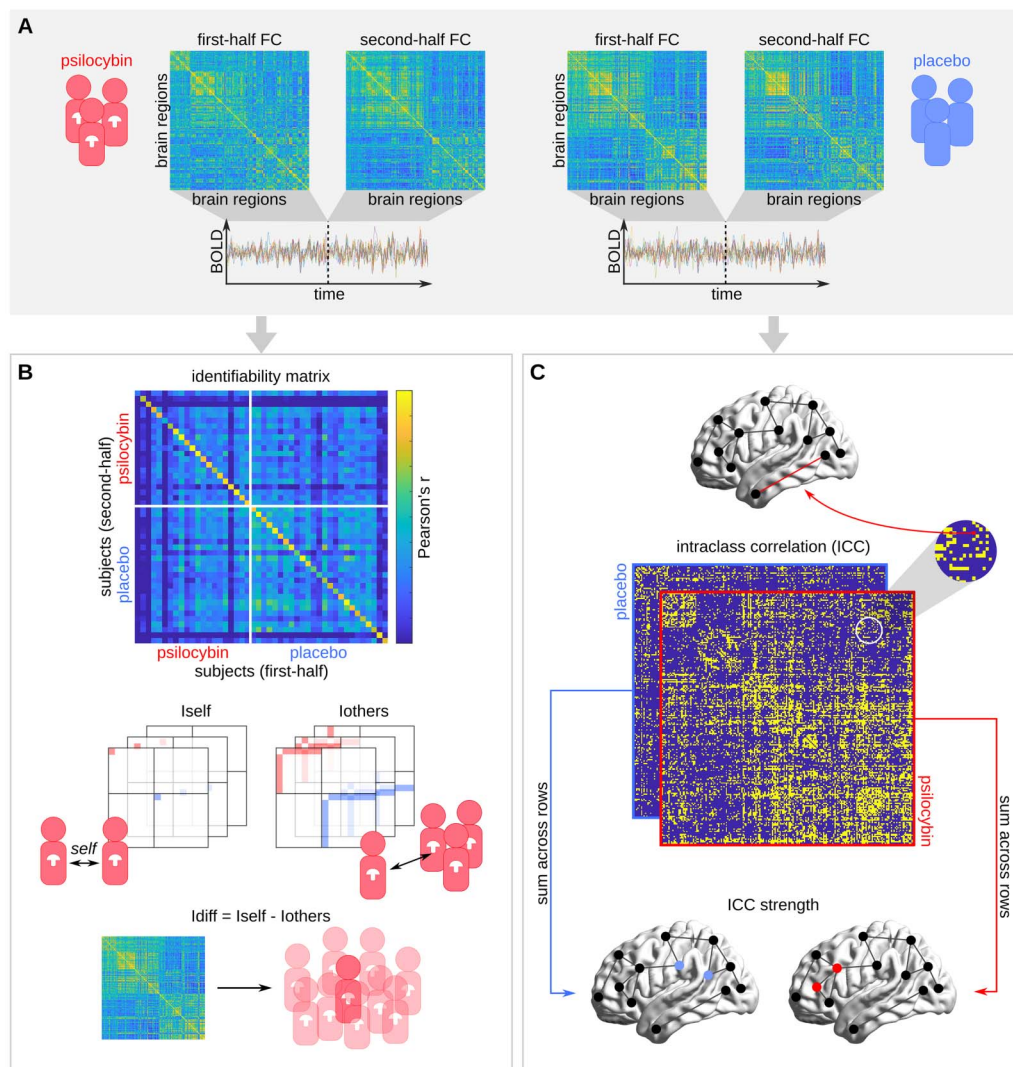 A
psilocybin
first-half FC
second-half FC
brain regions
brain regions
brain regions
BOLD
time
first-half FC
second-half FC
placebo
brain regions
brain regions
brain regions
BOLD
time
B
identifiability matrix
subjects (second-half)
psilocybin
placebo
Pearson's r
psilocybin
placebo
subjects (first-half)
Iself
Iothers
self
Idiff = Iself - Iothers
C
intraclass correlation (ICC)
placebo
psilocybin
sum across rows
sum across rows
ICC strength